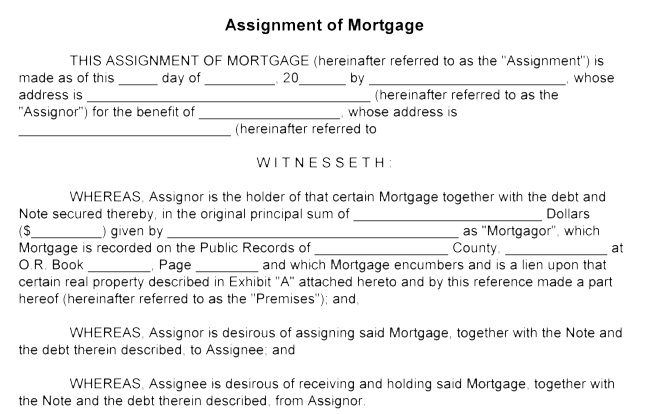 Assignment of Mortgage
THIS ASSIGNMENT OF MORTGAGE (hereinafter referred to as the "Assignment") is
made as of this _____ day of _________, 20______ by _________________________, whose
address is ____________________________________ (hereinafter referred to as the
"Assignor") for the benefit of __________________, whose address is
___________________________ (hereinafter referred to
WITNESSETH:
WHEREAS, Assignor is the holder of that certain Mortgage together with the debt and
Note secured thereby, in the original principal sum of ________________________ Dollars
($_________) given by _____________________________________ as "Mortgagor", which
Mortgage is recorded on the Public Records of _________________ County, _____________ at
O.R. Book ________, Page ________ and which Mortgage encumbers and is a lien upon that
certain real property described in Exhibit "A" attached hereto and by this reference made a part
hereof (hereinafter referred to as the "Premises"); and,
WHEREAS, Assignor is desirous of assigning said Mortgage, together with the Note and
the debt therein described, to Assignee; and
WHEREAS, Assignee is desirous of receiving and holding said Mortgage, together with
the Note and the debt therein described, from Assignor.